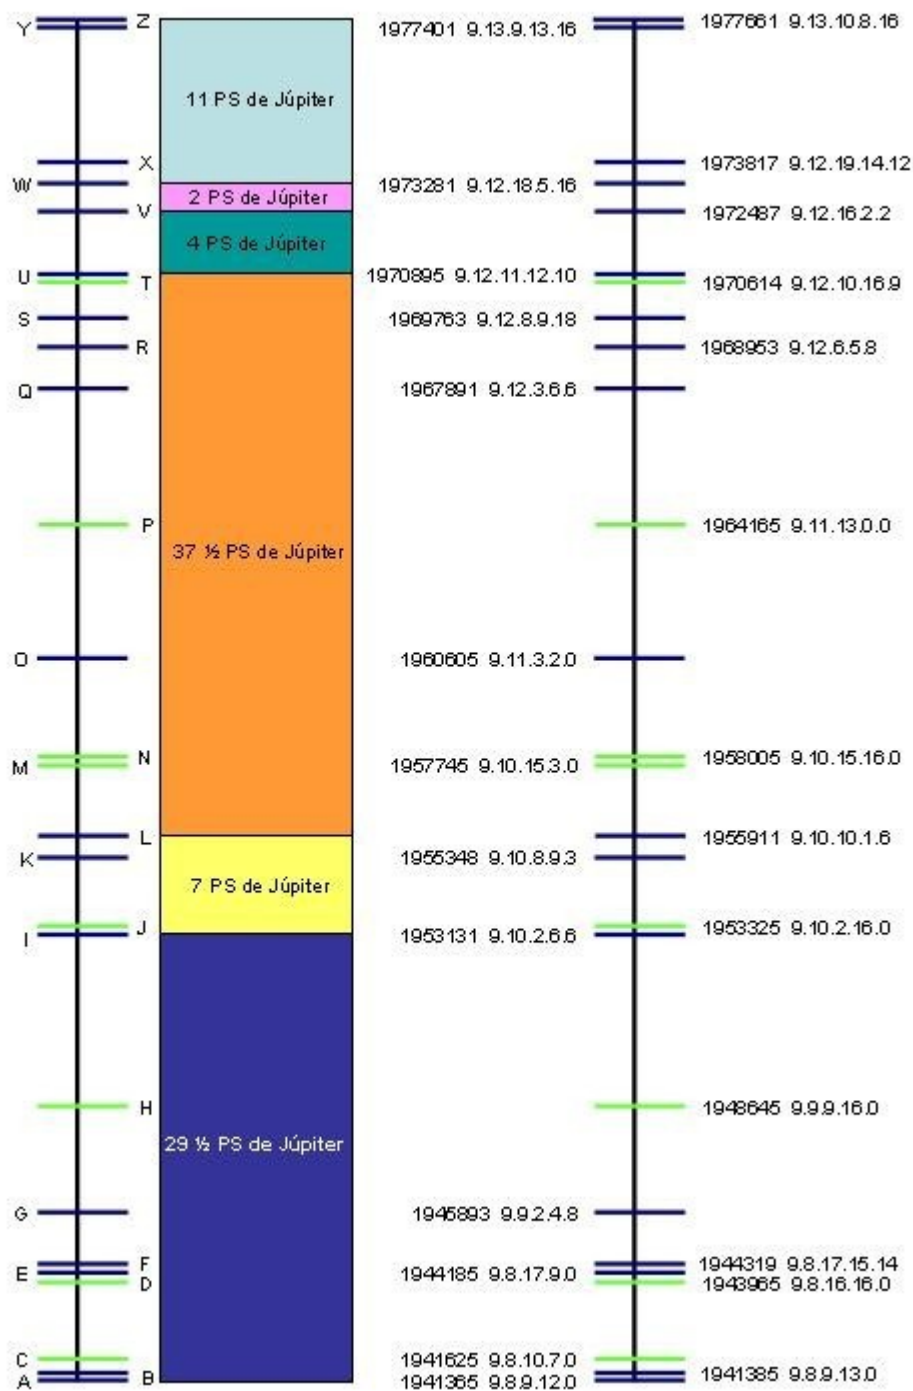 Y Z 1977401 9.13.9.13.16 1977661 9.13.10.8.16
11 PS de Júpiter
X 1973817 9.12.19.14.12
W 1973281 9.12.18.5.16
2 PS de Júpiter
V 1972487 9.12.16.2.2
4 PS de Júpiter
U 1970895 9.12.11.12.10
T 1970614 9.12.10.16.9
S 1969763 9.12.8.9.18
R 1968953 9.12.6.5.8
Q 1967891 9.12.3.6.6
P 1964165 9.11.13.0.0
37 ½ PS de Júpiter
O 1960605 9.11.3.2.0
N 1958005 9.10.15.16.0
M 1957745 9.10.15.3.0
L 1955911 9.10.10.1.6
K 1955348 9.10.8.9.3
7 PS de Júpiter
J 1953325 9.10.2.16.0
I 1953131 9.10.2.6.6
H 1948645 9.9.9.16.0
29 ½ PS de Júpiter
G 1945893 9.9.2.4.8
F 1944319 9.8.17.15.14
E 1944185 9.8.17.9.0
D 1943965 9.8.16.16.0
C 1941625 9.8.10.7.0
B 1941385 9.8.9.13.0
A 1941365 9.8.9.12.0